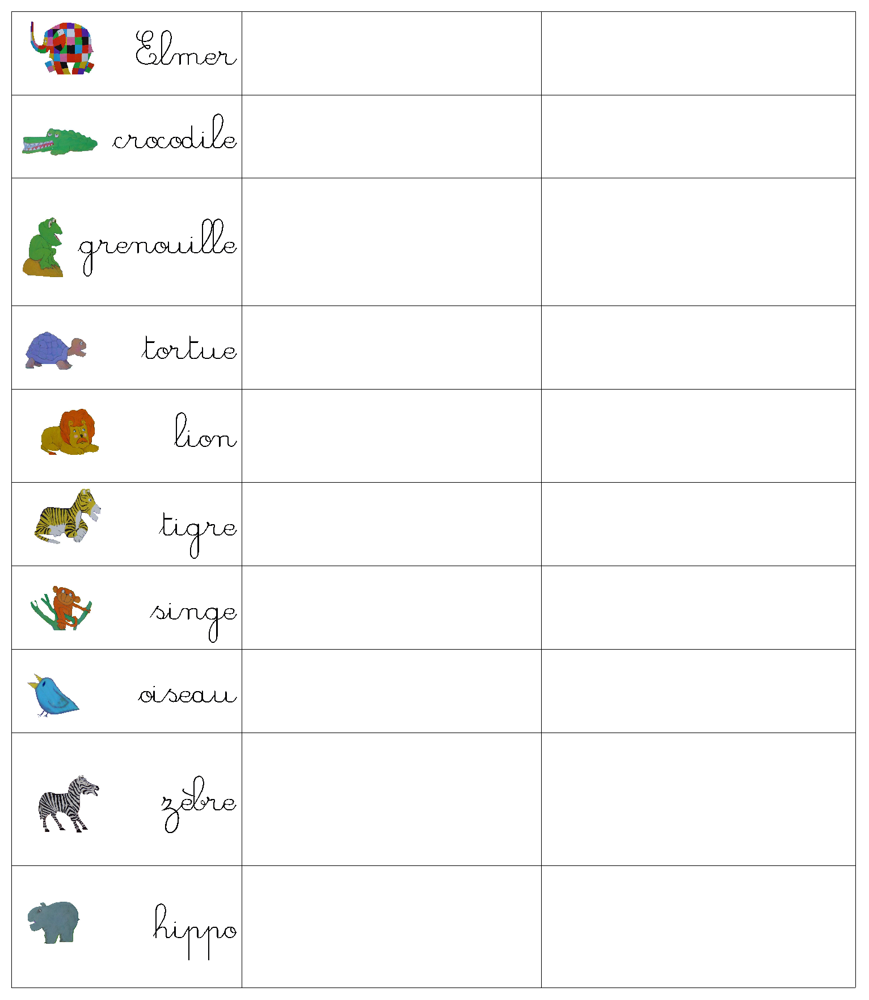 Elmer
crocodile
grenouille
tortue
lion
tigre
singe
oiseau
zèbre
hippo